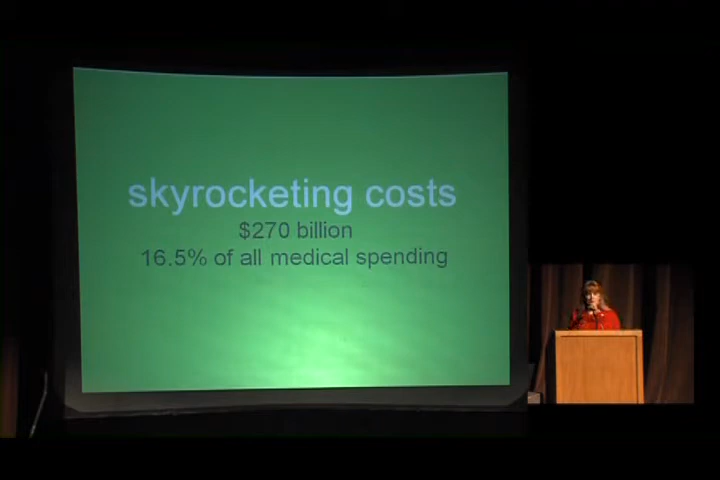 skyrocketing costs
$270 billion
16.5% of all medical spending